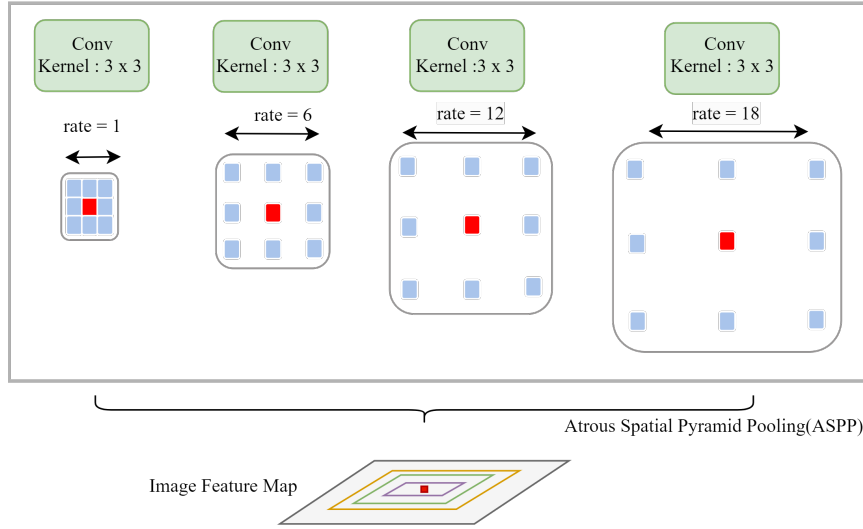 Conv
Kernel : 3 x 3
Conv
Kernel : 3 x 3
Conv
Kernel :3 x 3
Conv
Kernel : 3 x 3
rate = 1
rate = 6
rate = 12
rate = 18
Atrous Spatial Pyramid Pooling(ASPP)
Image Feature Map